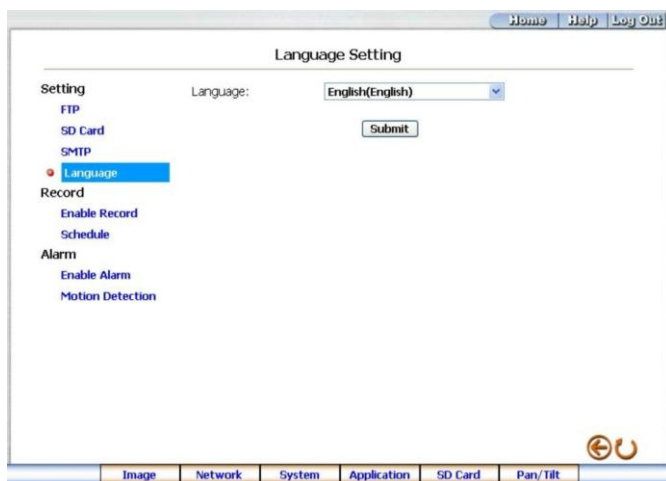 Home Help Log Out
Language Setting
Setting
Language: English(English)
FTP
SD Card
Submit
SMTP
Language
Record
Enable Record
Schedule
Alarm
Enable Alarm
Motion Detection
Image Network System Application SD Card Pan/Tilt